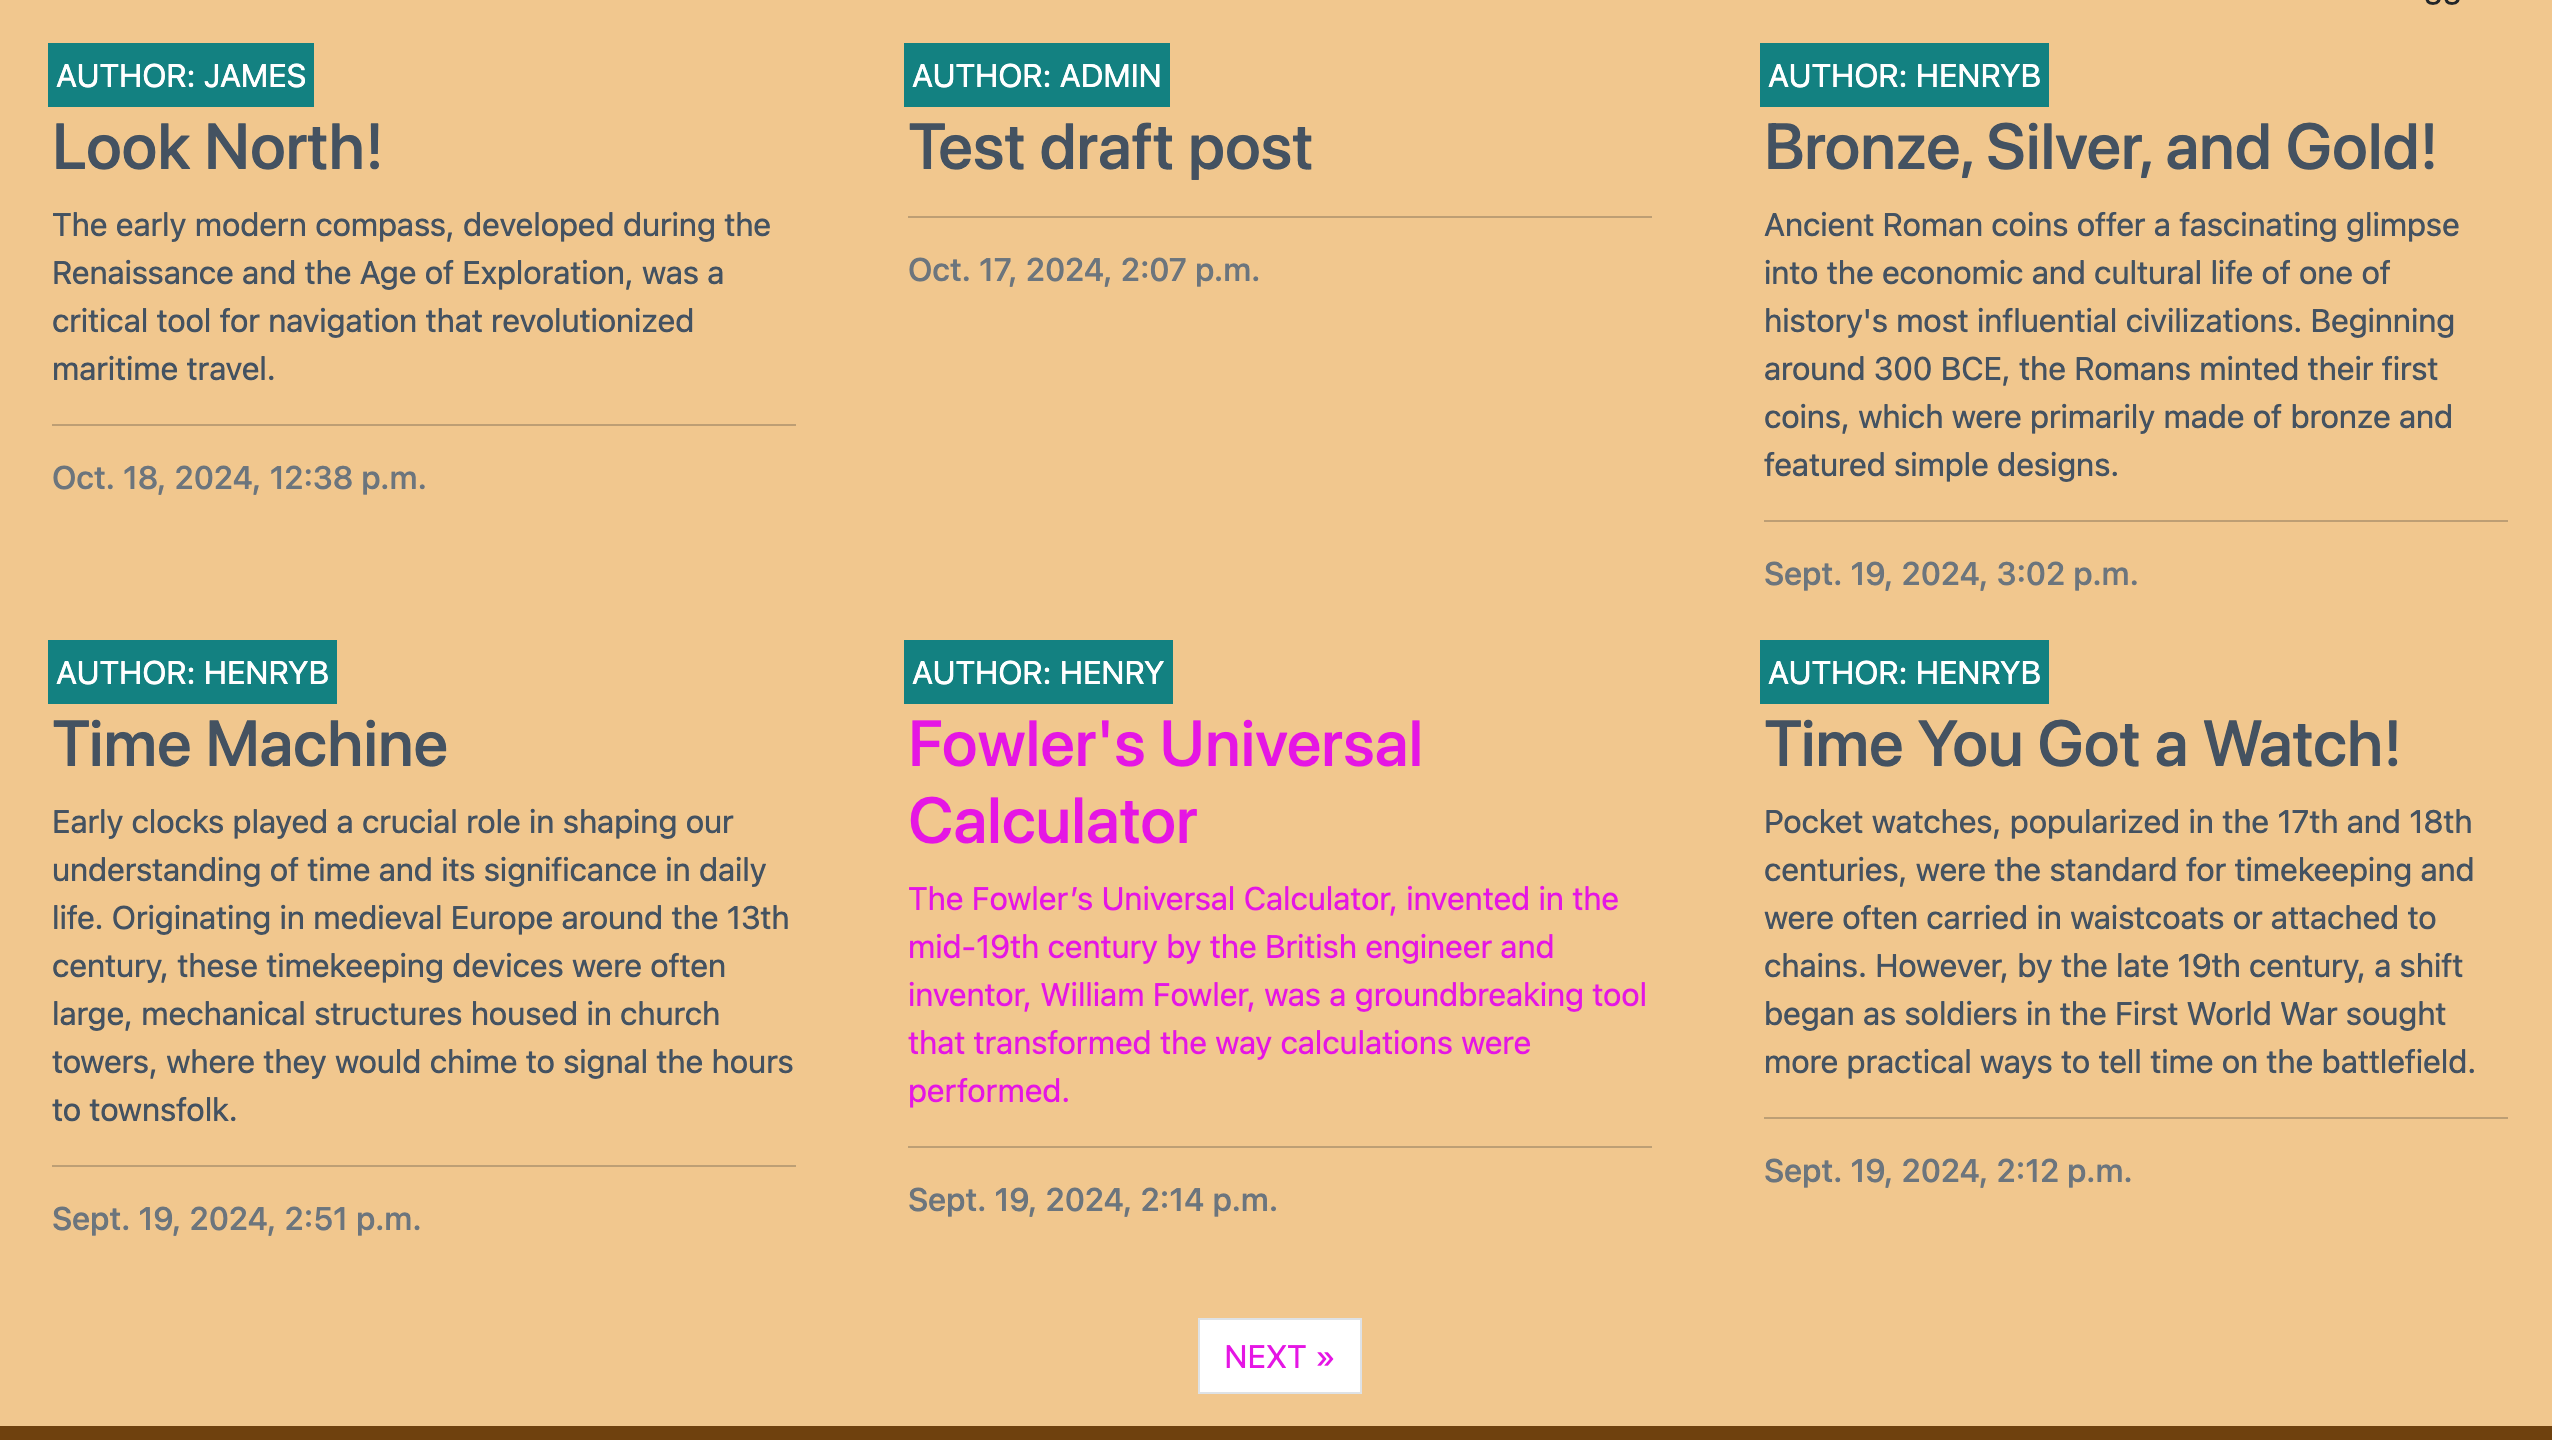 AUTHOR: JAMES
Look North!
The early modern compass, developed during the
Renaissance and the Age of Exploration, was a
critical tool for navigation that revolutionized
maritime travel.
Oct. 18, 2024, 12:38 p.m.
AUTHOR: ADMIN
Test draft post
Oct. 17, 2024, 2:07 p.m.
AUTHOR: HENRYB
Bronze, Silver, and Gold!
Ancient Roman coins offer a fascinating glimpse
into the economic and cultural life of one of
history's most influential civilizations. Beginning
around 300 BCE, the Romans minted their first
coins, which were primarily made of bronze and
featured simple designs.
Sept. 19, 2024, 3:02 p.m.
AUTHOR: HENRYB
Time Machine
Early clocks played a crucial role in shaping our
understanding of time and its significance in daily
life. Originating in medieval Europe around the 13th
century, these timekeeping devices were often
large, mechanical structures housed in church
towers, where they would chime to signal the hours
to townsfolk.
Sept. 19, 2024, 2:51 p.m.
AUTHOR: HENRY
Fowler's Universal
Calculator
The Fowler’s Universal Calculator, invented in the
mid-19th century by the British engineer and
inventor, William Fowler, was a groundbreaking tool
that transformed the way calculations were
performed.
Sept. 19, 2024, 2:14 p.m.
AUTHOR: HENRYB
Time You Got a Watch!
Pocket watches, popularized in the 17th and 18th
centuries, were the standard for timekeeping and
were often carried in waistcoats or attached to
chains. However, by the late 19th century, a shift
began as soldiers in the First World War sought
more practical ways to tell time on the battlefield.
Sept. 19, 2024, 2:12 p.m.
NEXT »